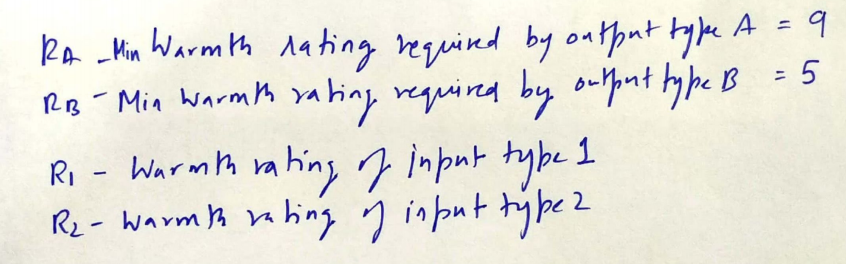 RA - Min Warmth rating required by output type A = 9
RB - Min Warmth rating required by output type B = 5
R1 - Warmth rating of input type 1
R2 - Warmth rating of input type 2